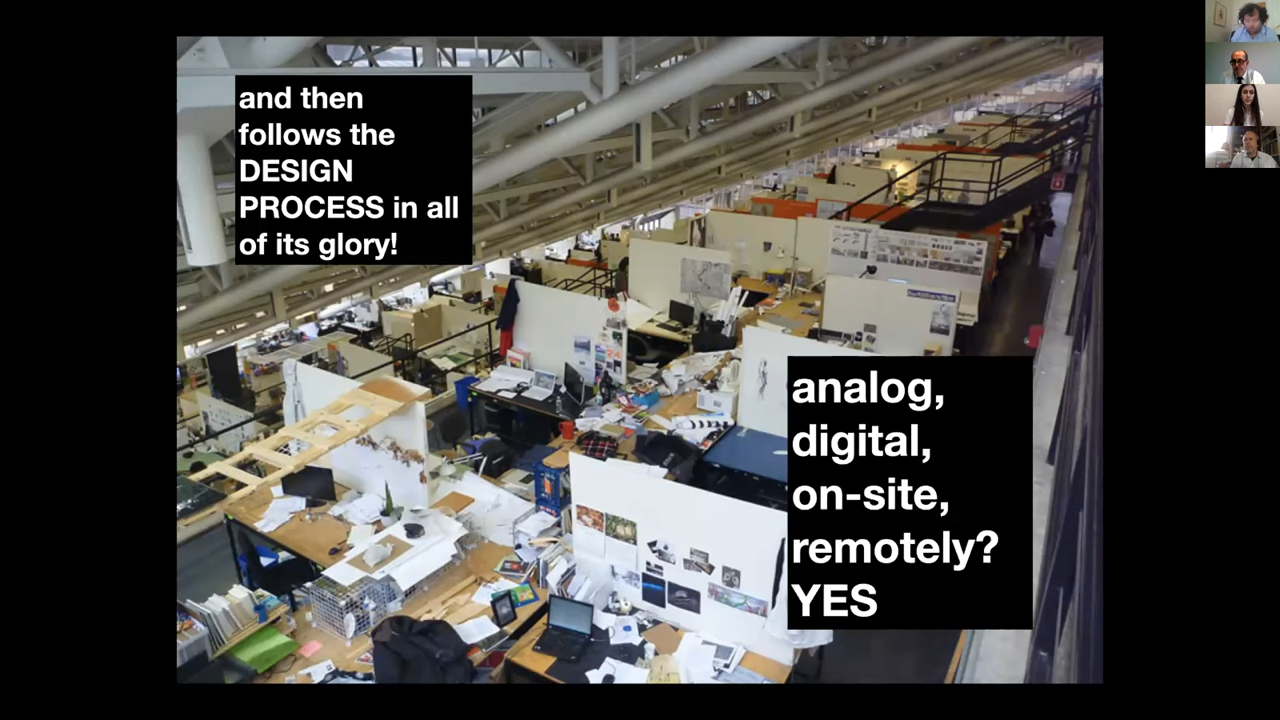 and then
follows the
DESIGN
PROCESS in all
of its glory!
analog,
digital,
on-site,
remotely?
YES